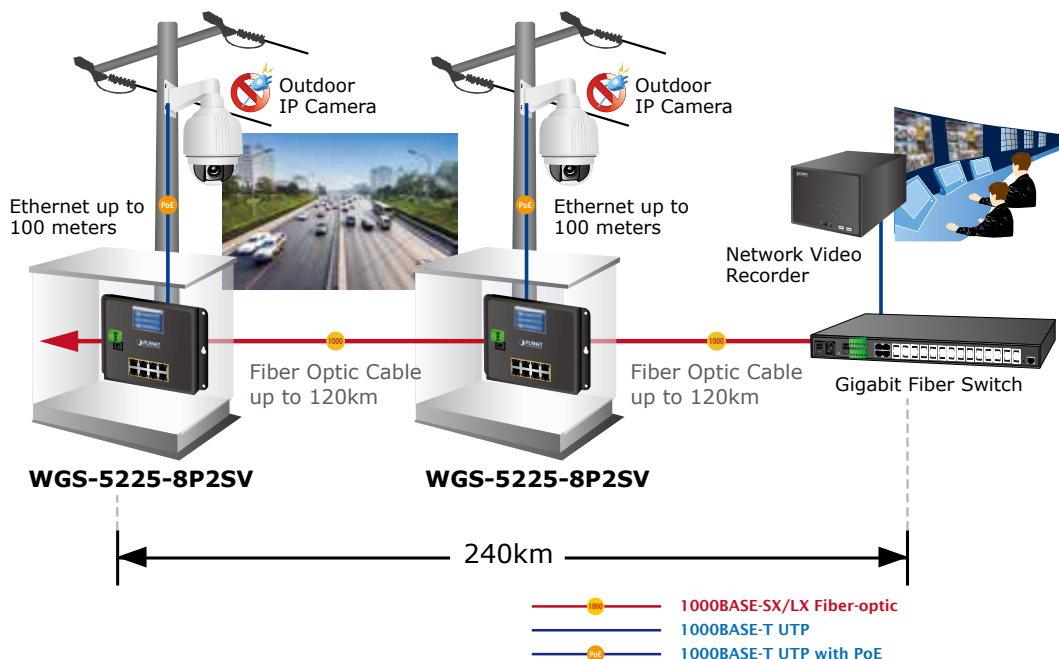 Outdoor
IP Camera
Outdoor
IP Camera
Ethernet up to
100 meters
PoE
PoE
Ethernet up to
100 meters
Network Video
Recorder
PLANET
PLANET
1000
1000
Fiber Optic Cable
up to 120km
Fiber Optic Cable
up to 120km
Gigabit Fiber Switch
WGS-5225-8P2SV
WGS-5225-8P2SV
240km
1000 1000BASE-SX/LX Fiber-optic
1000BASE-T UTP
PoE 1000BASE-T UTP with PoE